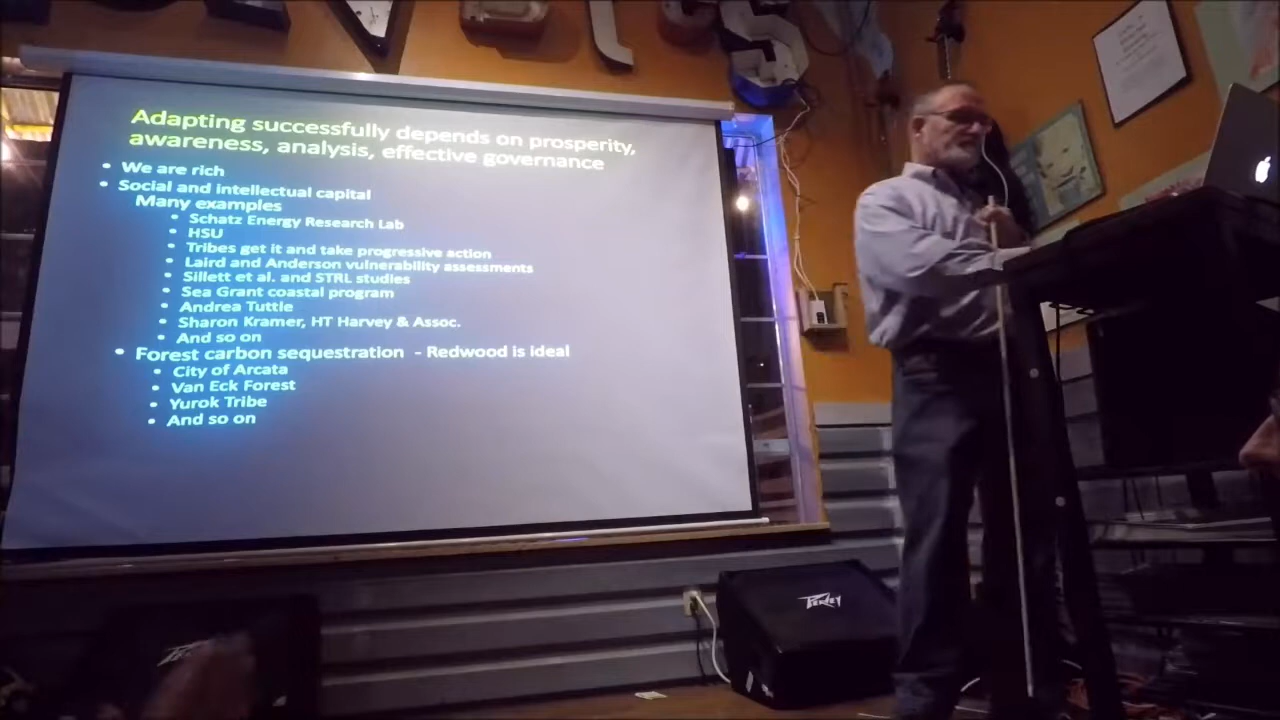 Adapting successfully depends on prosperity,
awareness, analysis, effective governance
• We are rich
• Social and intellectual capital
Many examples
• Schatz Energy Research Lab
• HSU
• Tribes get it and take progressive action
• Laird and Anderson vulnerability assessments
• Sillett et al. and STRL studies
• Sea Grant coastal program
• Andrea Tuttle
• Sharon Kramer, HT Harvey & Assoc.
• And so on
• Forest carbon sequestration - Redwood is ideal
• City of Arcata
• Van Eck Forest
• Yurok Tribe
• And so on
PEAVEY